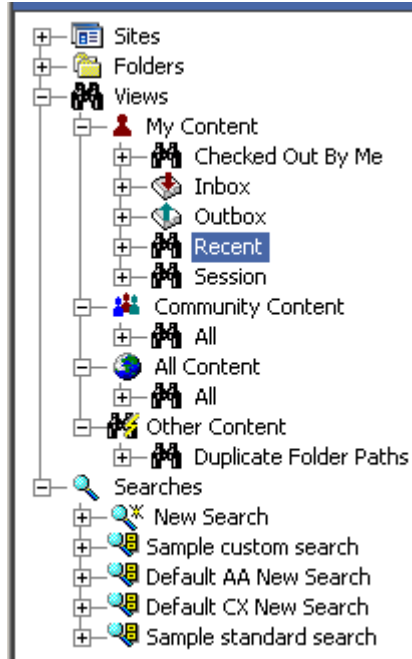 Sites
Folders
Views
My Content
Checked Out By Me
Inbox
Outbox
Recent
Session
Community Content
All
All Content
All
Other Content
Duplicate Folder Paths
Searches
New Search
Sample custom search
Default AA New Search
Default CX New Search
Sample standard search